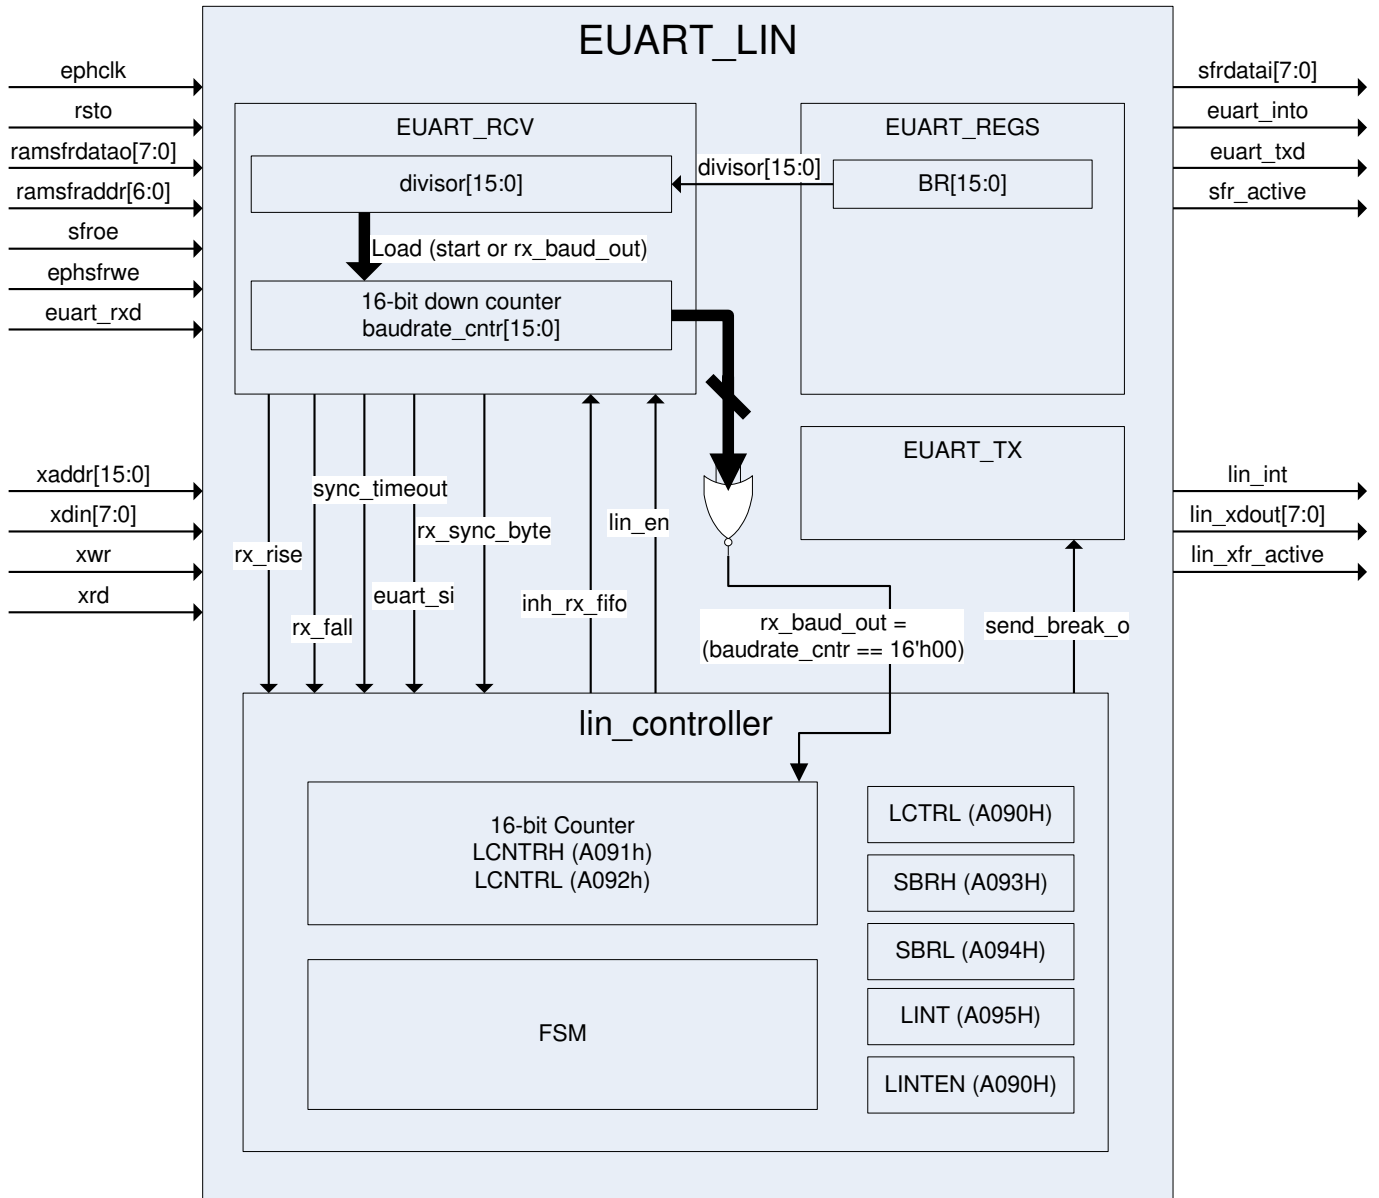 EUART_LIN
ephclk
rsto
ramsfrdatao[7:0]
ramsfraddr[6:0]
sfroe
ephsfrwe
euart_rxd
xaddr[15:0]
xdin[7:0]
xwr
xrd
EUART_RCV
divisor[15:0]
Load (start or rx_baud_out)
16-bit down counter
baudrate_cntr[15:0]
divisor[15:0]
EUART_REGS
BR[15:0]
EUART_TX
sfrdatai[7:0]
euart_into
euart_txd
sfr_active
lin_int
lin_xdout[7:0]
lin_xfr_active
rx_rise
rx_fall
sync_timeout
euart_si
rx_sync_byte
inh_rx_fifo
lin_en
rx_baud_out =
(baudrate_cntr == 16'h00)
send_break_o
lin_controller
16-bit Counter
LCNTRH (A091h)
LCNTRL (A092h)
FSM
LCTRL (A090H)
SBRH (A093H)
SBRL (A094H)
LINT (A095H)
LINTEN (A090H)